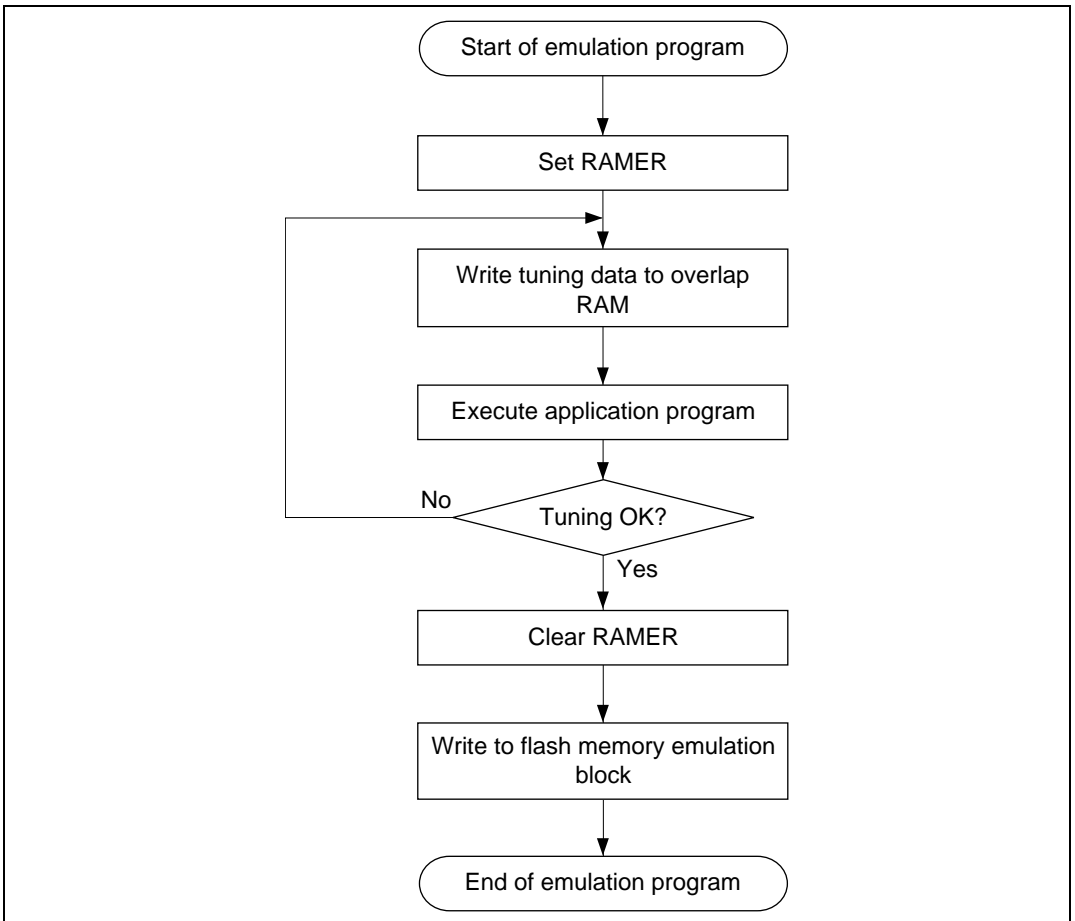 Start of emulation program
Set RAMER
Write tuning data to overlap
RAM
Execute application program
No
Tuning OK?
Yes
Clear RAMER
Write to flash memory emulation
block
End of emulation program